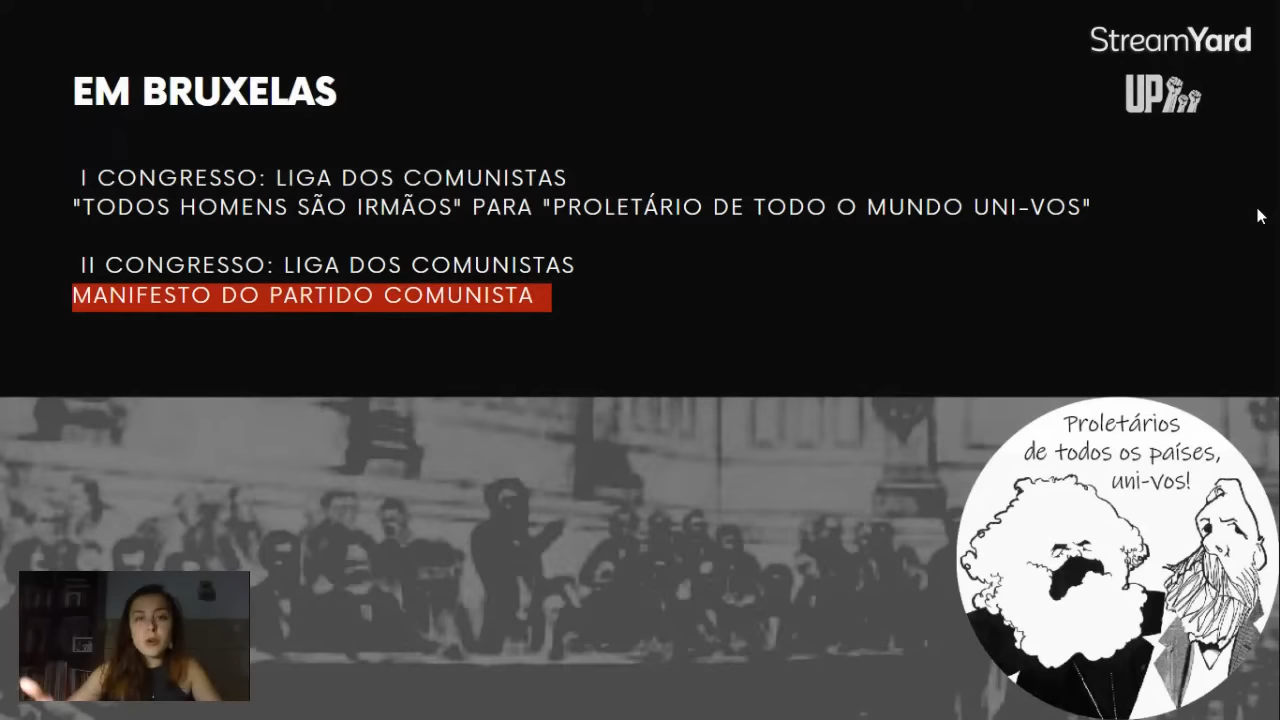 StreamYard
UP
EM BRUXELAS
I CONGRESSO: LIGA DOS COMUNISTAS
"TODOS HOMENS SÃO IRMÃOS" PARA "PROLETÁRIO DE TODO O MUNDO UNI-VOS"
II CONGRESSO: LIGA DOS COMUNISTAS
MANIFESTO DO PARTIDO COMUNISTA
Proletários
de todos os países,
uni-vos!